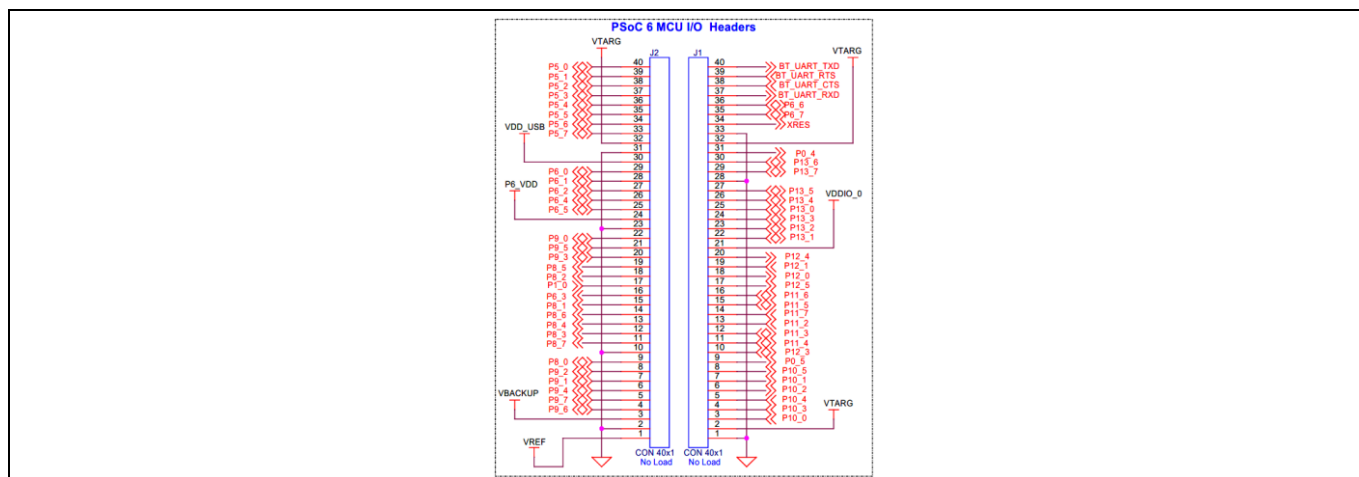 PSoC 6 MCU I/O Headers
VTARG J2 J1 VTARG
P5_0 40 40 BT_UART_TXD
P5_1 39 39 BT_UART_RTS
P5_2 38 38 BT_UART_CTS
P5_3 37 37 BT_UART_RXD
P5_4 36 36 P6_6
P5_5 35 35 P6_7
P5_6 34 34 XRES
VDD_USB P5_7 33 33
32 32
31 31 P0_4
30 30 P13_6
P6_0 29 29 P13_7
P6_1 28 28
P6_VDD P6_2 27 27 P13_5 VDDIO_0
P6_4 26 26 P13_4
P6_5 25 25 P13_0
24 24 P13_3
23 23 P13_2
P9_0 22 22 P13_1
P9_5 21 21
P9_3 20 20 P12_4
P8_5 19 19 P12_1
P8_2 18 18 P12_0
P1_0 17 17 P12_5
P6_3 16 16 P11_6
P8_1 15 15 P11_5
P8_6 14 14 P11_7
P8_4 13 13 P11_2
P8_3 12 12 P11_3
P8_7 11 11 P11_4
10 10 P12_3
P8_0 9 9 P0_5
P9_2 8 8 P10_5
P9_1 7 7 P10_1
VBACKUP P9_4 6 6 P10_2
P9_7 5 5 P10_4 VTARG
P9_6 4 4 P10_3
3 3 P10_0
2 2
VREF 1 1
CON 40x1 CON 40x1
No Load No Load